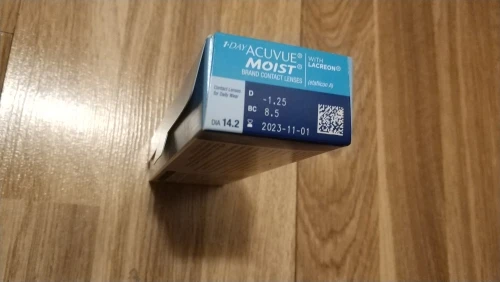 1-DAY ACUVUE®
MOIST®
BRAND CONTACT LENSES
WITH
LACREON®
Contact Lenses
for Daily Wear
D -1.25
BC 8.5
2023-11-01
DIA 14.2